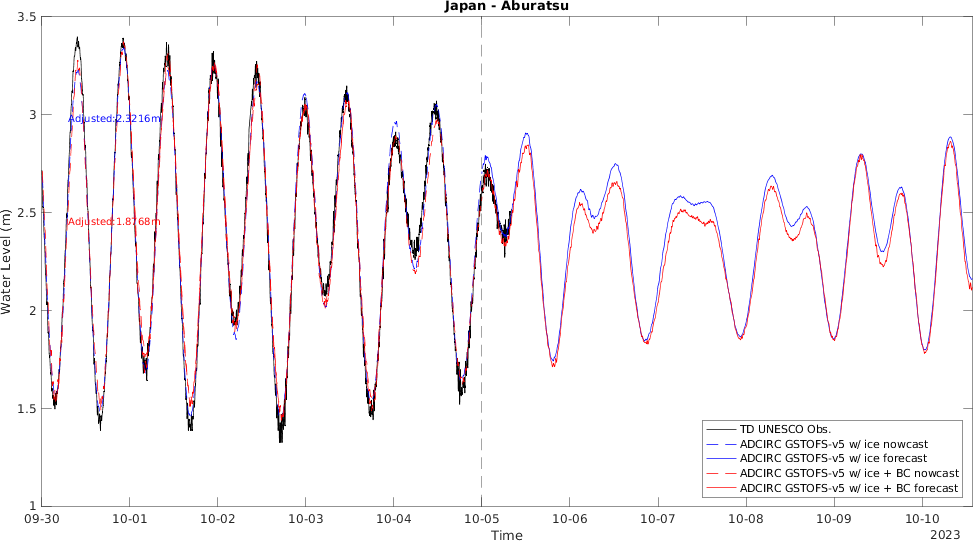 Japan - Aburatsu
3.5
3
2.5
2
1.5
1
Water Level (m)
Adjusted:2.3216m
Adjusted:1.8768m
TD UNESCO Obs.
ADCIRC GSTOFS-v5 w/ ice nowcast
ADCIRC GSTOFS-v5 w/ ice forecast
ADCIRC GSTOFS-v5 w/ ice + BC nowcast
ADCIRC GSTOFS-v5 w/ ice + BC forecast
09-30 10-01 10-02 10-03 10-04 10-05 10-06 10-07 10-08 10-09 10-10
2023
Time